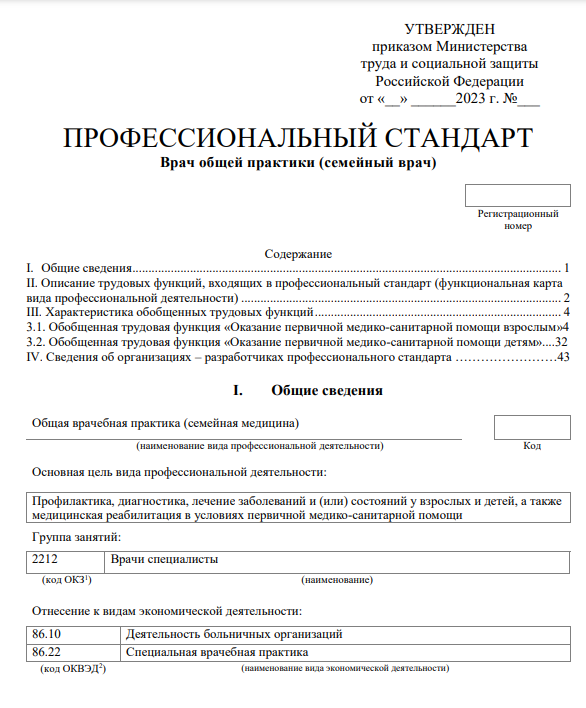 УТВЕРЖДЕН
приказом Министерства
труда и социальной защиты
Российской Федерации
от «__» ______2023 г. №___
ПРОФЕССИОНАЛЬНЫЙ СТАНДАРТ
Врач общей практики (семейный врач)
Регистрационный
номер
Содержание
I. Общие сведения.......................................................................................................................................... 1
II. Описание трудовых функций, входящих в профессиональный стандарт (функциональная карта
вида профессиональной деятельности) ....................................................................................................... 2
III. Характеристика обобщенных трудовых функций ............................................................................... 4
3.1. Обобщенная трудовая функция «Оказание первичной медико-санитарной помощи взрослым»4
3.2. Обобщенная трудовая функция «Оказание первичной медико-санитарной помощи детям»....32
IV. Сведения об организациях – разработчиках профессионального стандарта ……………………43
I. Общие сведения
Общая врачебная практика (семейная медицина)
(наименование вида профессиональной деятельности)
Код
Основная цель вида профессиональной деятельности:
Профилактика, диагностика, лечение заболеваний и (или) состояний у взрослых и детей, а также
медицинская реабилитация в условиях первичной медико-санитарной помощи
Группа занятий:
2212 Врачи специалисты
(код ОКЗ1) (наименование)
Отнесение к видам экономической деятельности:
86.10 Деятельность больничных организаций
86.22 Специальная врачебная практика
(код ОКВЭД2) (наименование вида экономической деятельности)